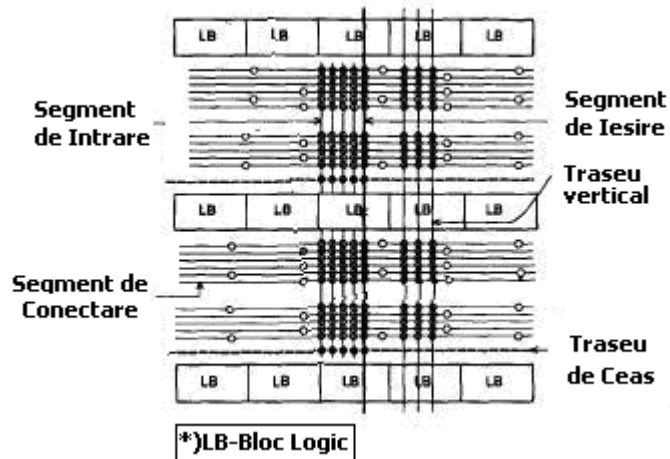 LB LB LB LB LB
Segment
de Intrare
Segment
de Iesire
Traseu
vertical
LB LB LB LB LB
Segment de
Conectare
Traseu
de Ceas
LB LB LB LB LB
*)LB-Bloc Logic